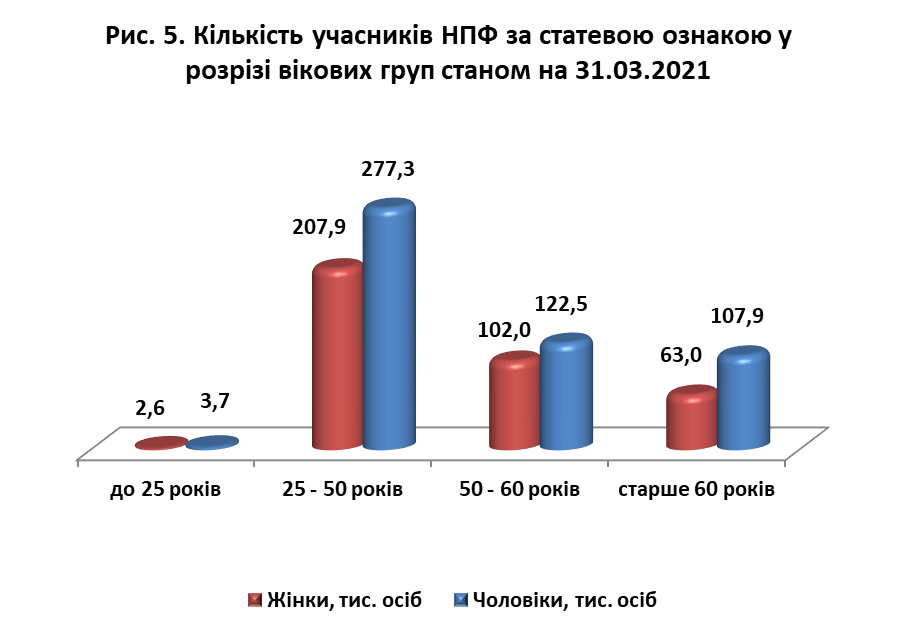 Рис. 5. Кількість учасників НПФ за статевою ознакою у
розрізі вікових груп станом на 31.03.2021
277,3
207,9
122,5
107,9
102,0
63,0
2,6
3,7
до 25 років
25 - 50 років
50 - 60 років
старше 60 років
Жінки, тис. осіб
Чоловіки, тис. осіб